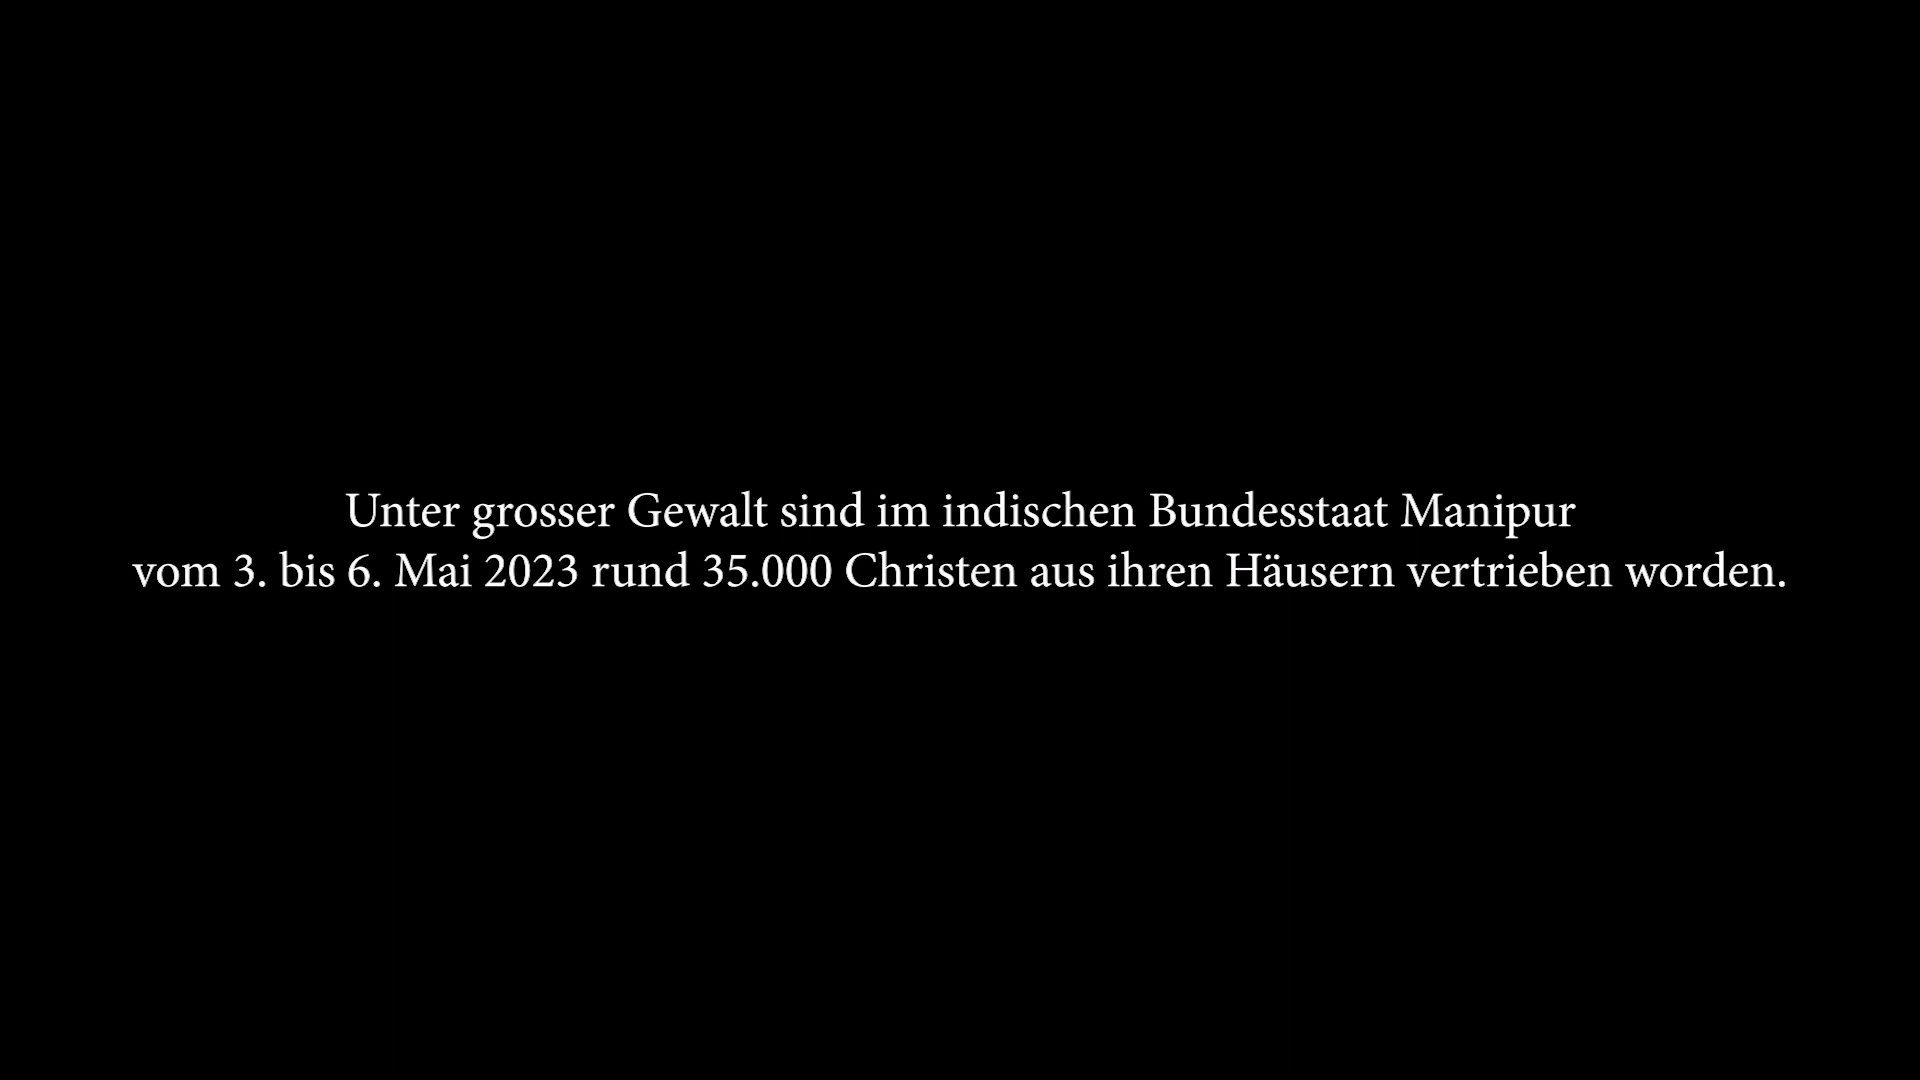 Unter grosser Gewalt sind im indischen Bundesstaat Manipur
vom 3. bis 6. Mai 2023 rund 35.000 Christen aus ihren Häusern vertrieben worden.